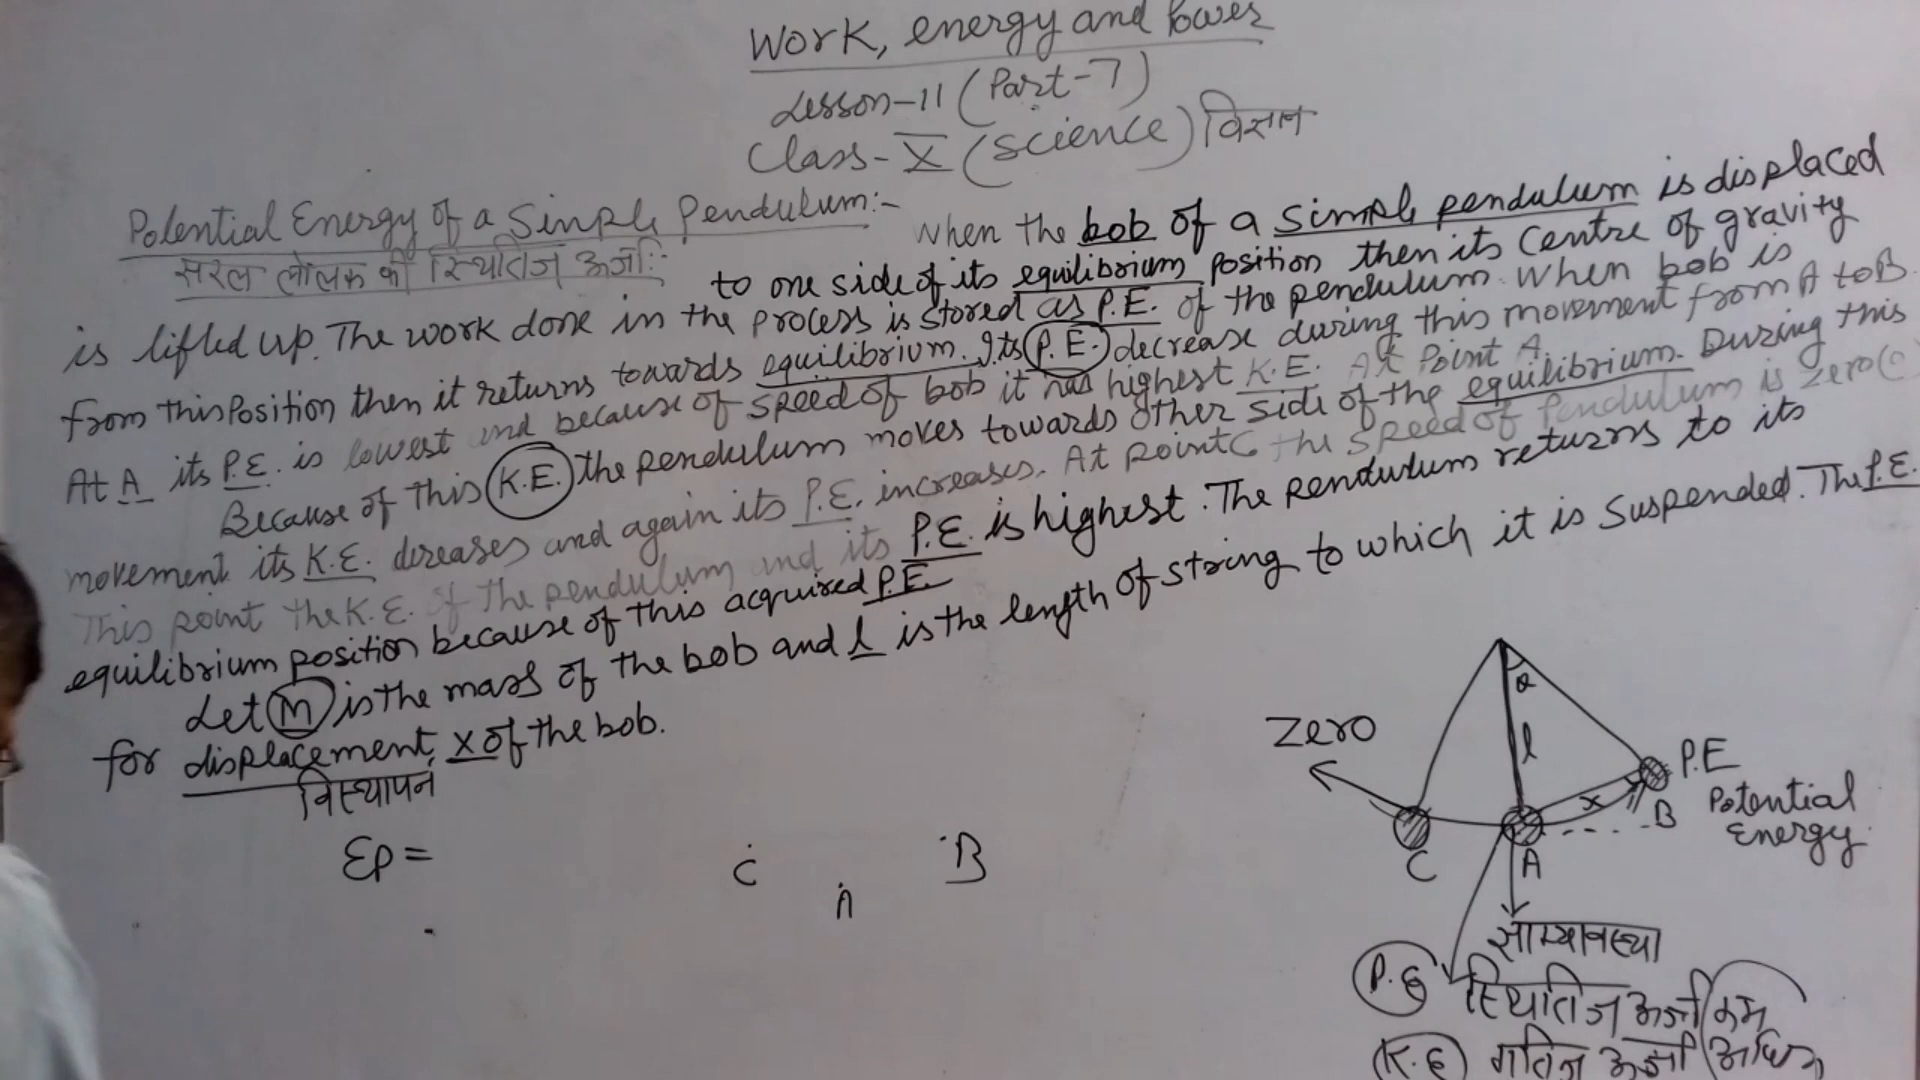 Work, energy and Power
Lesson-11 (Part-7)
Class-X (Science) विज्ञान
Potential Energy of a Simple Pendulum:-
सरल लोलक की स्थितिज ऊर्जा:-
when the bob of a simple pendulum is displaced
to one side of its equilibrium position then its Centre of gravity
is lifted up. The work done in the process is stored as P.E. of the pendulum. When bob is
from this Position then it returns towards equilibrium. Its P.E. decrease during this movement from A to B
At A its P.E. is lowest and because of speed of bob it has highest K.E. At Point A
Because of this K.E. the pendulum moves towards other side of the equilibrium. During this
movement its K.E. decreases and again its P.E. increases. At point C the speed of Pendulum is zero(0
This point the K.E. of the pendulum and its P.E. is highest. The Pendulum returns to its
equilibrium position because of this acquired P.E.
Let M is the mass of the bob and l is the length of string to which it is suspended. The P.E.
for displacement x of the bob.
विस्थापन
Ep =
C A B
Zero
Q
l
x
P.E
Potential
Energy
B
C
A
साम्यावस्था
P.E स्थितिज ऊर्जा कम
K.E गतिज ऊर्जा अधिक